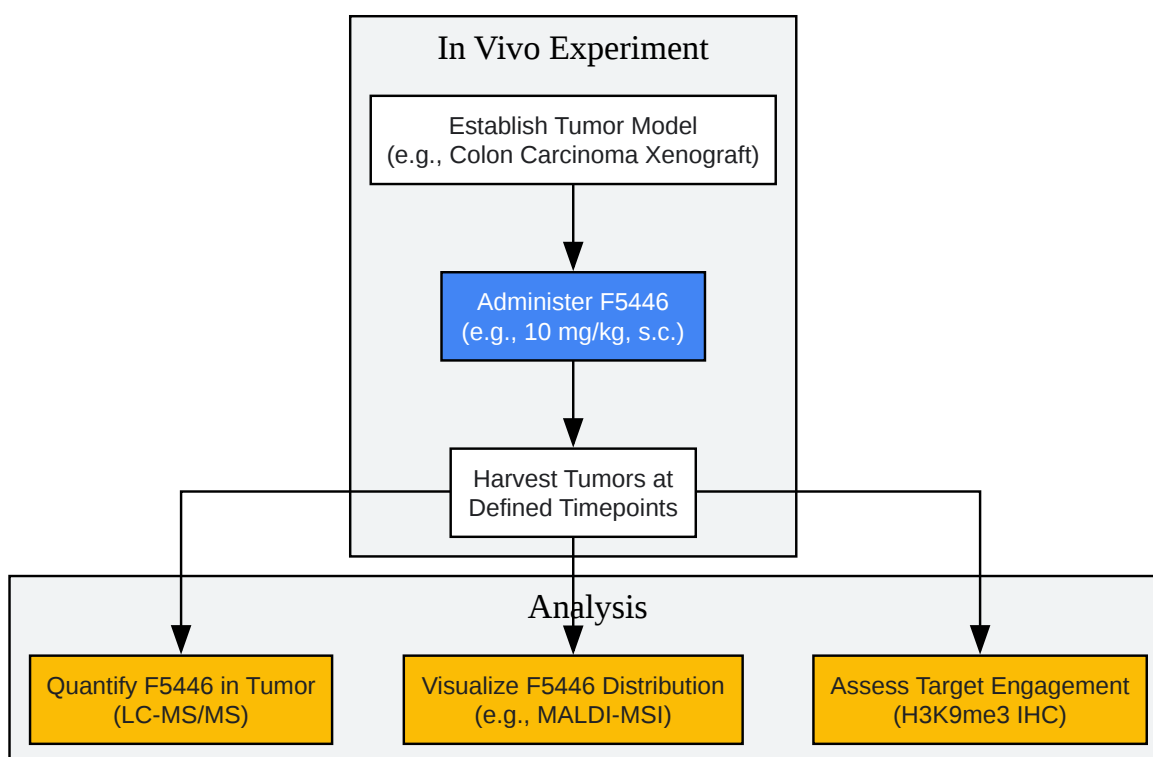 In Vivo Experiment
Establish Tumor Model
(e.g., Colon Carcinoma Xenograft)
Administer F5446
(e.g., 10 mg/kg, s.c.)
Harvest Tumors at
Defined Timepoints
Analysis
Quantify F5446 in Tumor
(LC-MS/MS)
Visualize F5446 Distribution
(e.g., MALDI-MSI)
Assess Target Engagement
(H3K9me3 IHC)